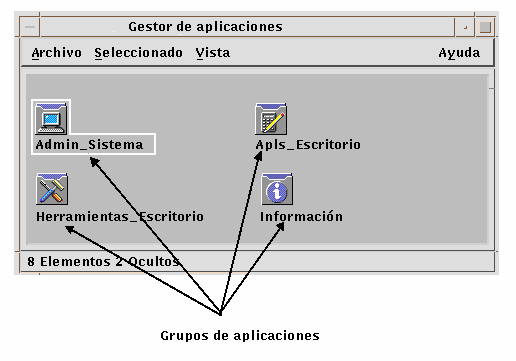 Gestor de aplicaciones
Archivo Seleccionado Vista Ayuda
Admin_Sistema Apls_Escritorio
Herramientas_Escritorio Información
8 Elementos 2 Ocultos
Grupos de aplicaciones